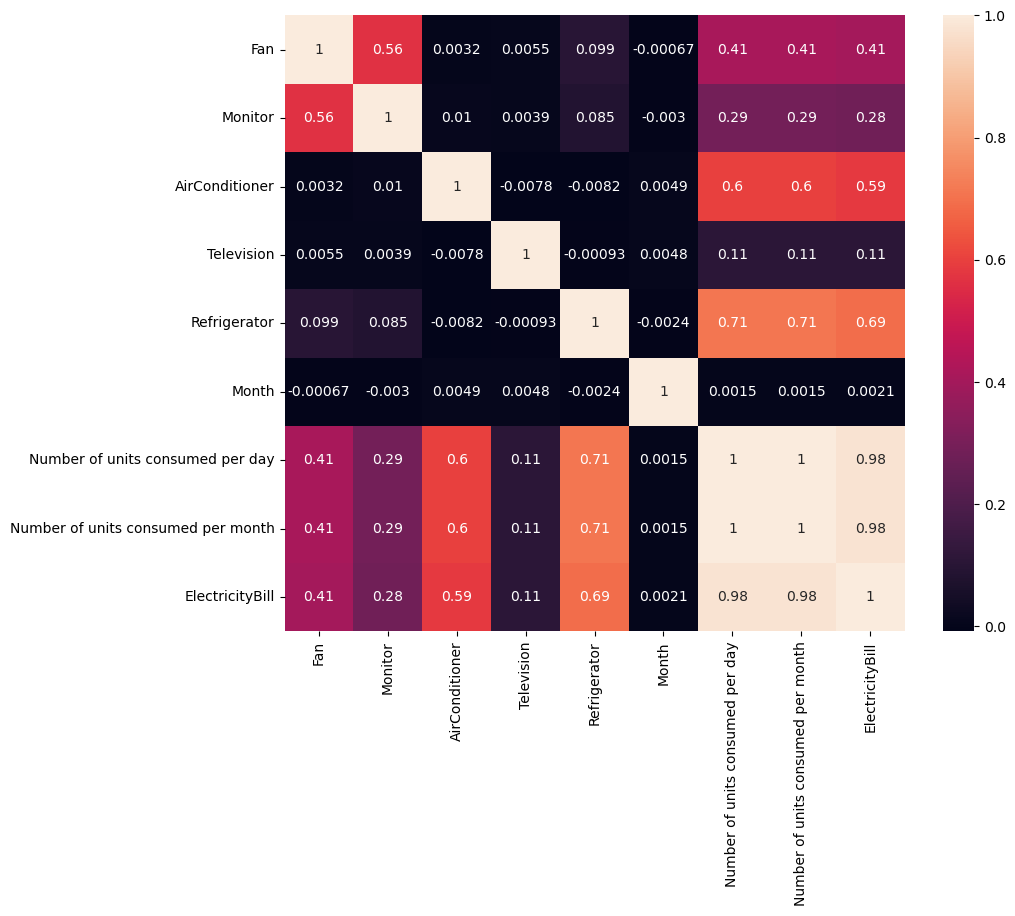 Fan 1 0.56 0.0032 0.0055 0.099 -0.00067 0.41 0.41 0.41
Monitor 0.56 1 0.01 0.0039 0.085 -0.003 0.29 0.29 0.28
AirConditioner 0.0032 0.01 1 -0.0078 -0.0082 0.0049 0.6 0.6 0.59
Television 0.0055 0.0039 -0.0078 1 -0.00093 0.0048 0.11 0.11 0.11
Refrigerator 0.099 0.085 -0.0082 -0.00093 1 -0.0024 0.71 0.71 0.69
Month -0.00067 -0.003 0.0049 0.0048 -0.0024 1 0.0015 0.0015 0.0021
Number of units consumed per day 0.41 0.29 0.6 0.11 0.71 0.0015 1 1 0.98
Number of units consumed per month 0.41 0.29 0.6 0.11 0.71 0.0015 1 1 0.98
ElectricityBill 0.41 0.28 0.59 0.11 0.69 0.0021 0.98 0.98 1
Fan
Monitor
AirConditioner
Television
Refrigerator
Month
Number of units consumed per day
Number of units consumed per month
ElectricityBill
1.0
0.8
0.6
0.4
0.2
0.0